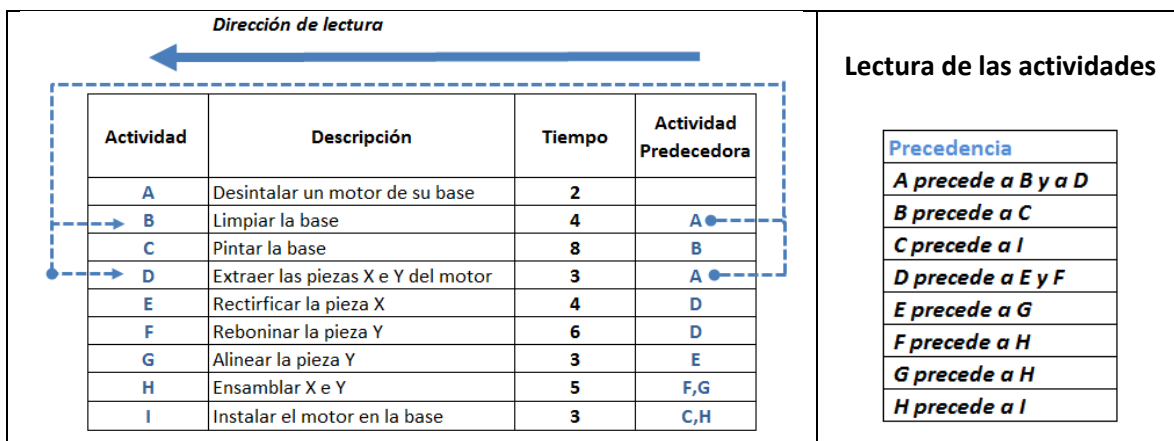 Dirección de lectura
Lectura de las actividades
Actividad Descripción Tiempo Actividad Predecedora
A Desintalar un motor de su base 2
B Limpiar la base 4 A
C Pintar la base 8 B
D Extraer las piezas X e Y del motor 3 A
E Rectirficar la pieza X 4 D
F Reboninar la pieza Y 6 D
G Alinear la pieza Y 3 E
H Ensamblar X e Y 5 F,G
I Instalar el motor en la base 3 C,H
Precedencia
A precede a B y a D
B precede a C
C precede a I
D precede a E y F
E precede a G
F precede a H
G precede a H
H precede a I